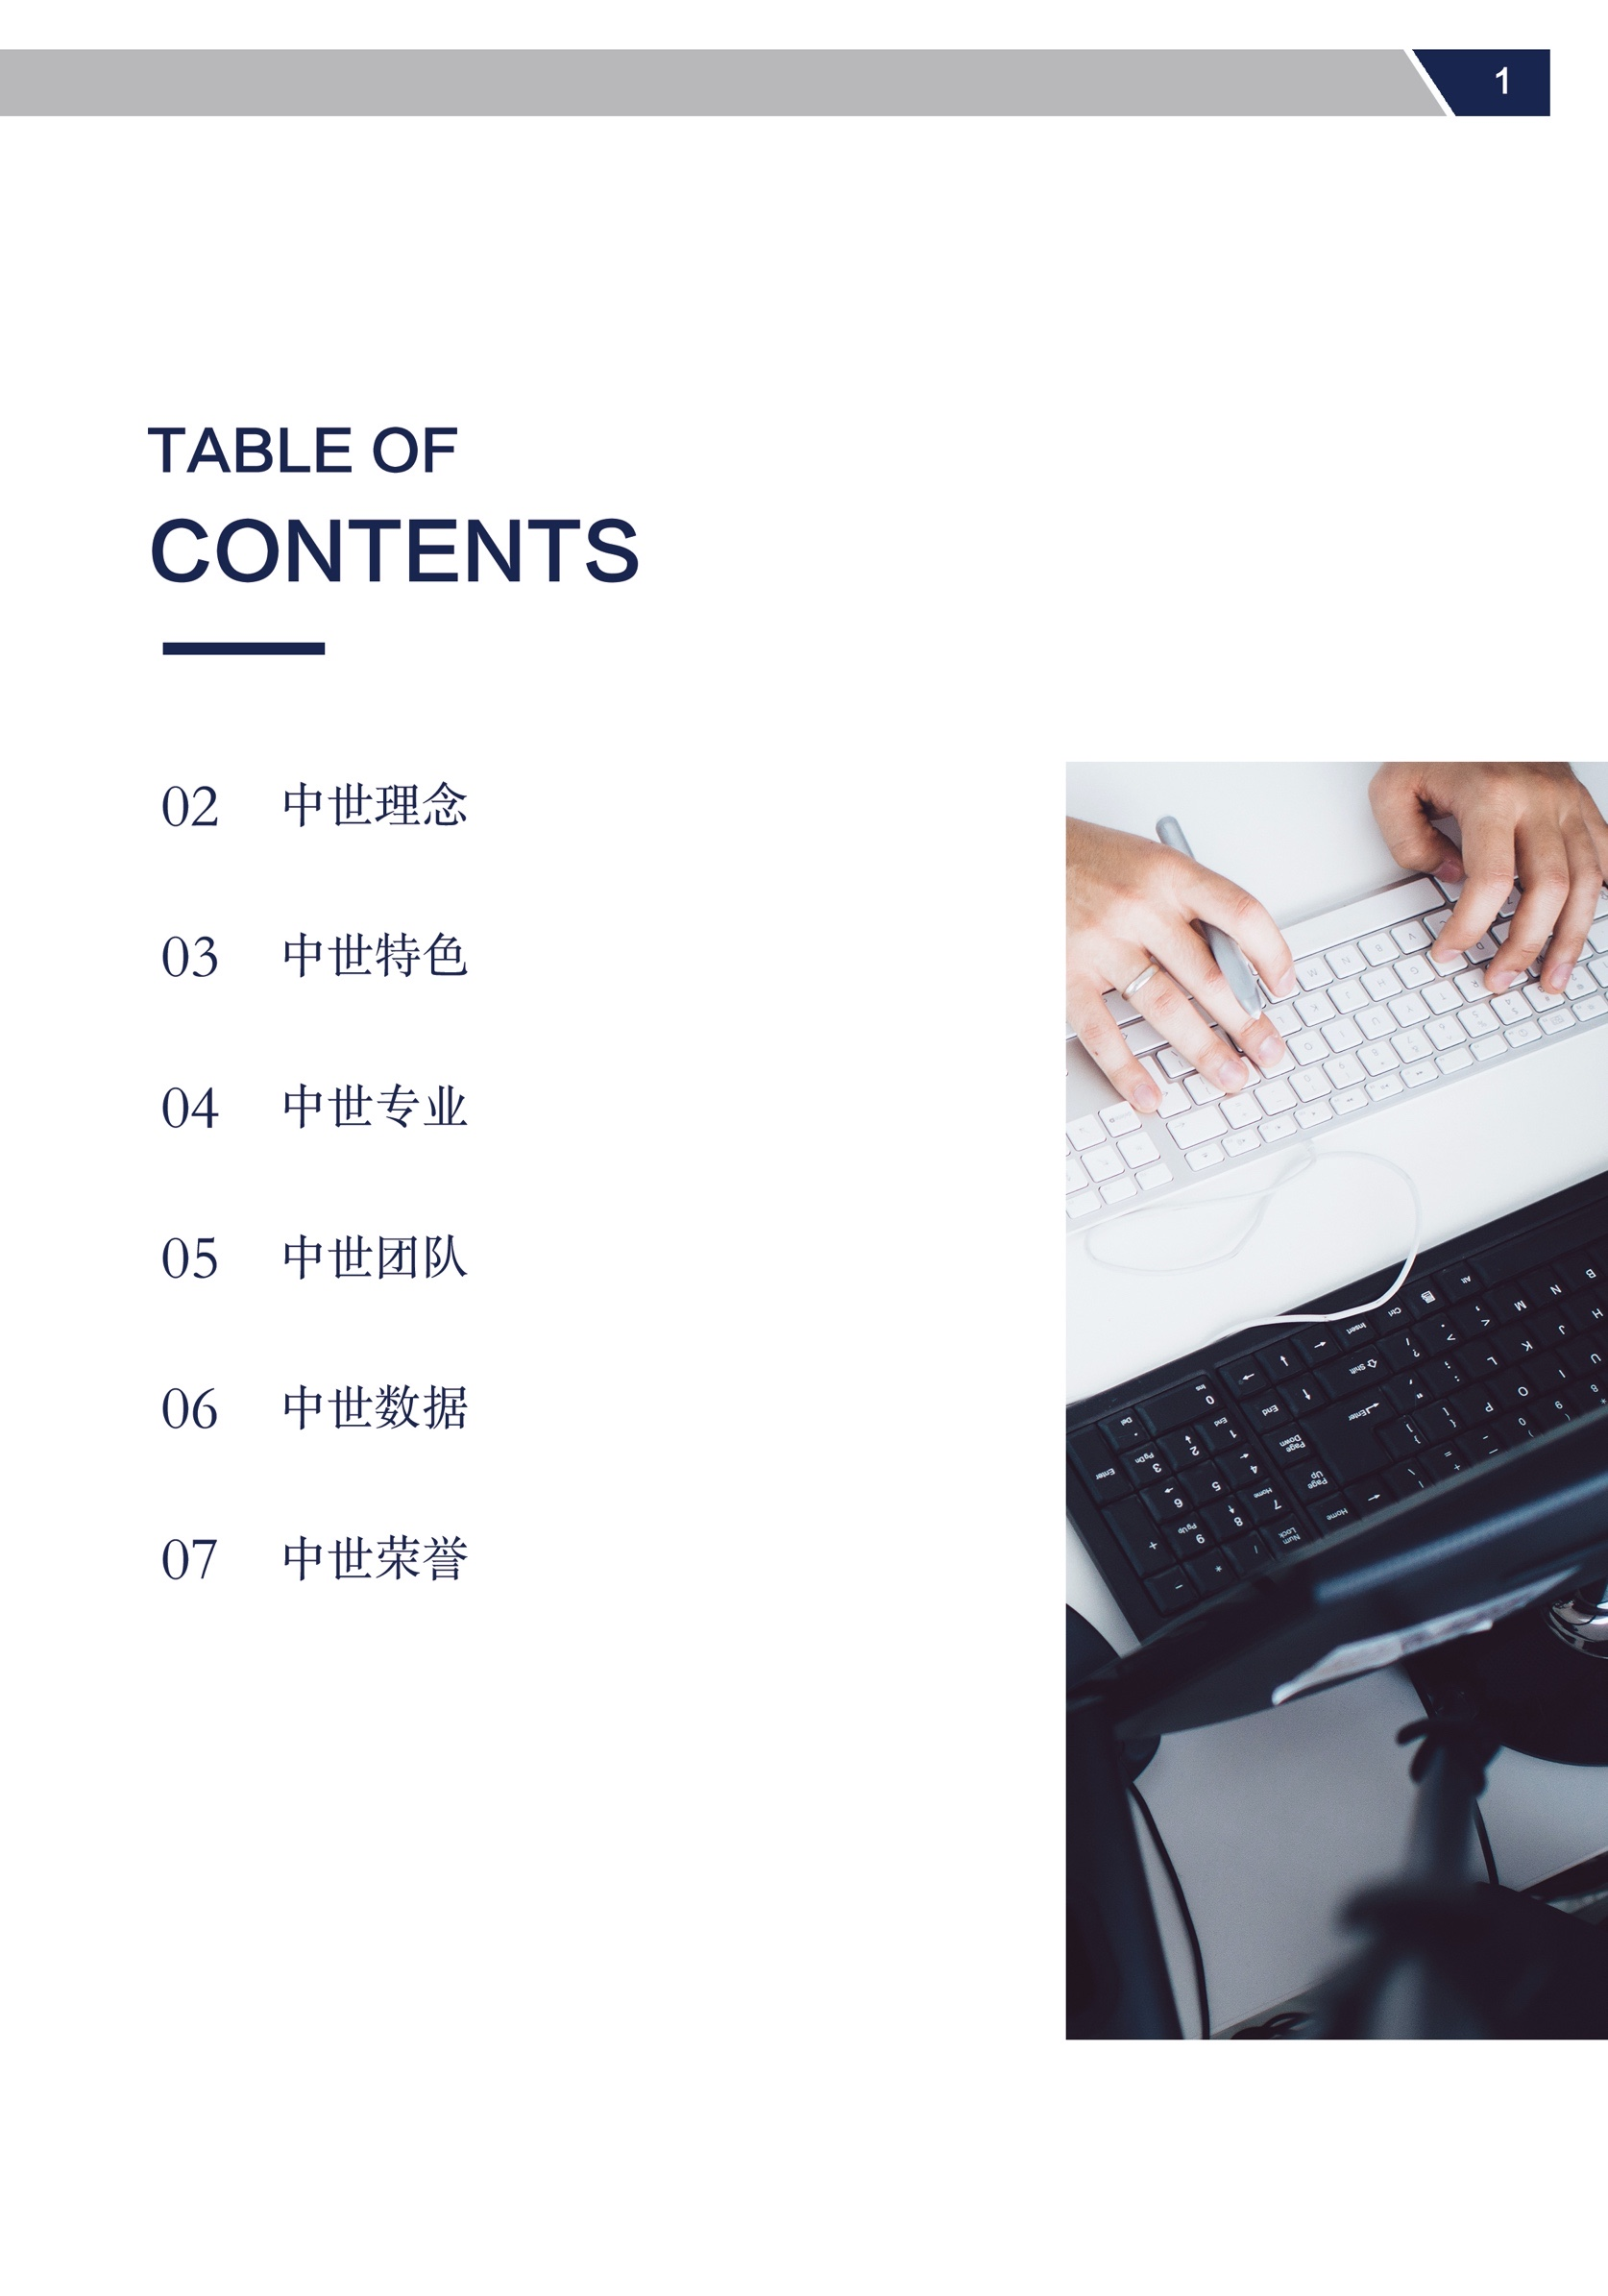 1
TABLE OF
CONTENTS
02 中世理念
03 中世特色
04 中世专业
05 中世团队
06 中世数据
07 中世荣誉